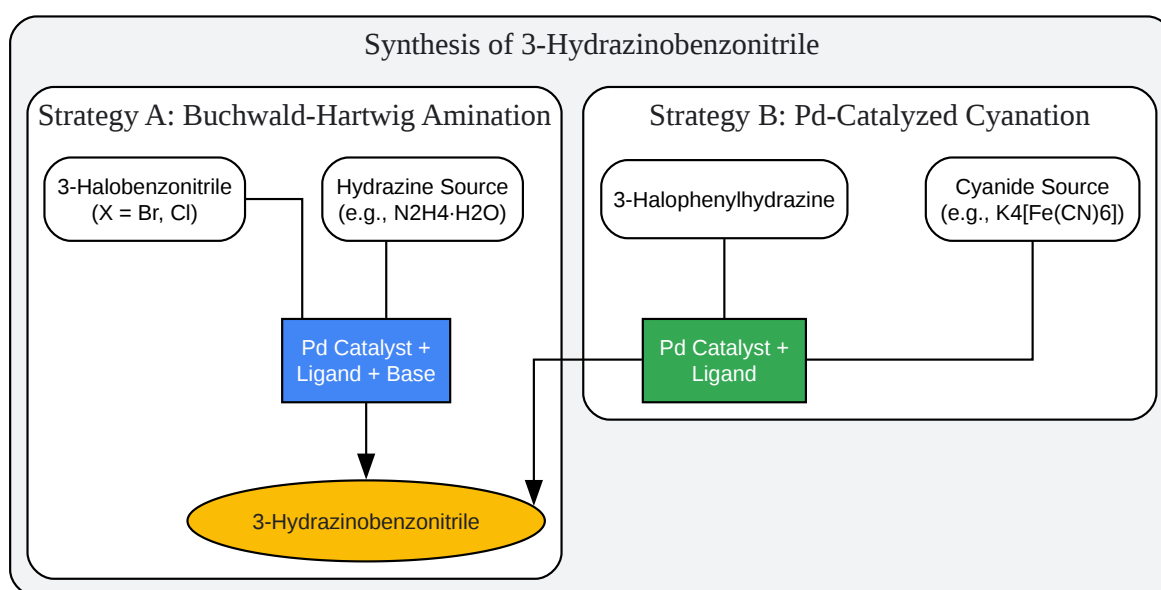 Synthesis of 3-Hydrazinobenzonitrile
Strategy A: Buchwald-Hartwig Amination
3-Halobenzonitrile
(X = Br, Cl)
Hydrazine Source
(e.g., N2H4·H2O)
Pd Catalyst +
Ligand + Base
3-Hydrazinobenzonitrile
Strategy B: Pd-Catalyzed Cyanation
3-Halophenylhydrazine
Cyanide Source
(e.g., K4[Fe(CN)6])
Pd Catalyst +
Ligand